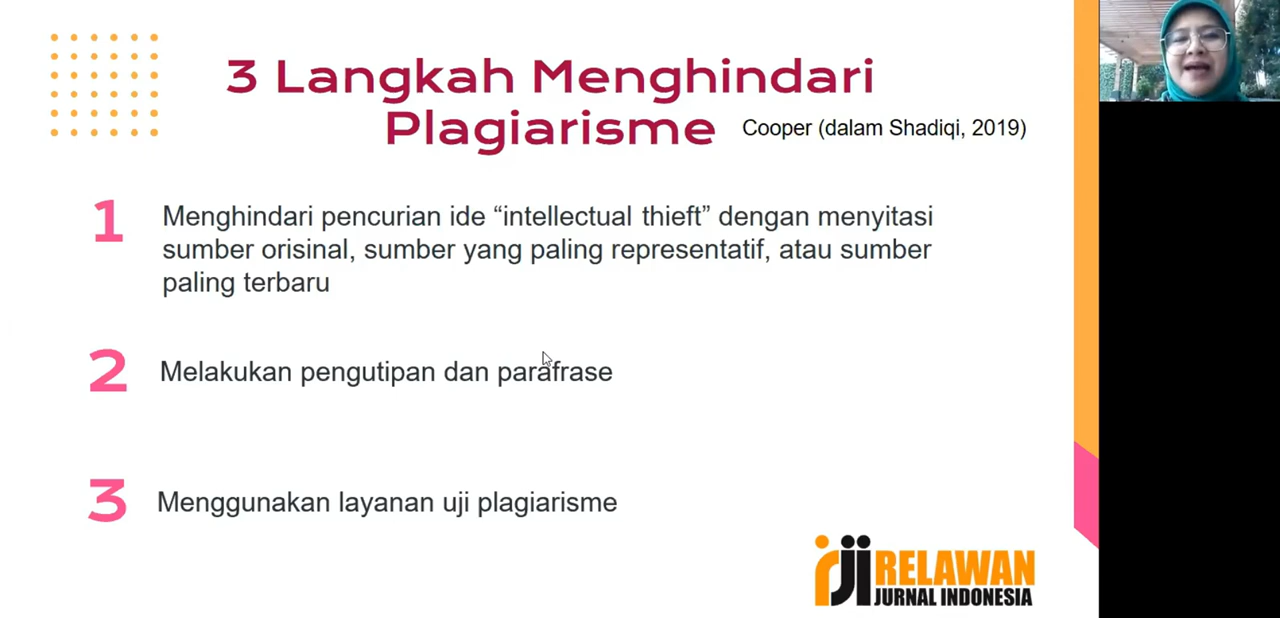 3 Langkah Menghindari
Plagiarisme
Cooper (dalam Shadiqi, 2019)
1
Menghindari pencurian ide “intellectual thieft” dengan menyitasi
sumber orisinal, sumber yang paling representatif, atau sumber
paling terbaru
2
Melakukan pengutipan dan parafrase
3
Menggunakan layanan uji plagiarisme
rji RELAWAN
JURNAL INDONESIA